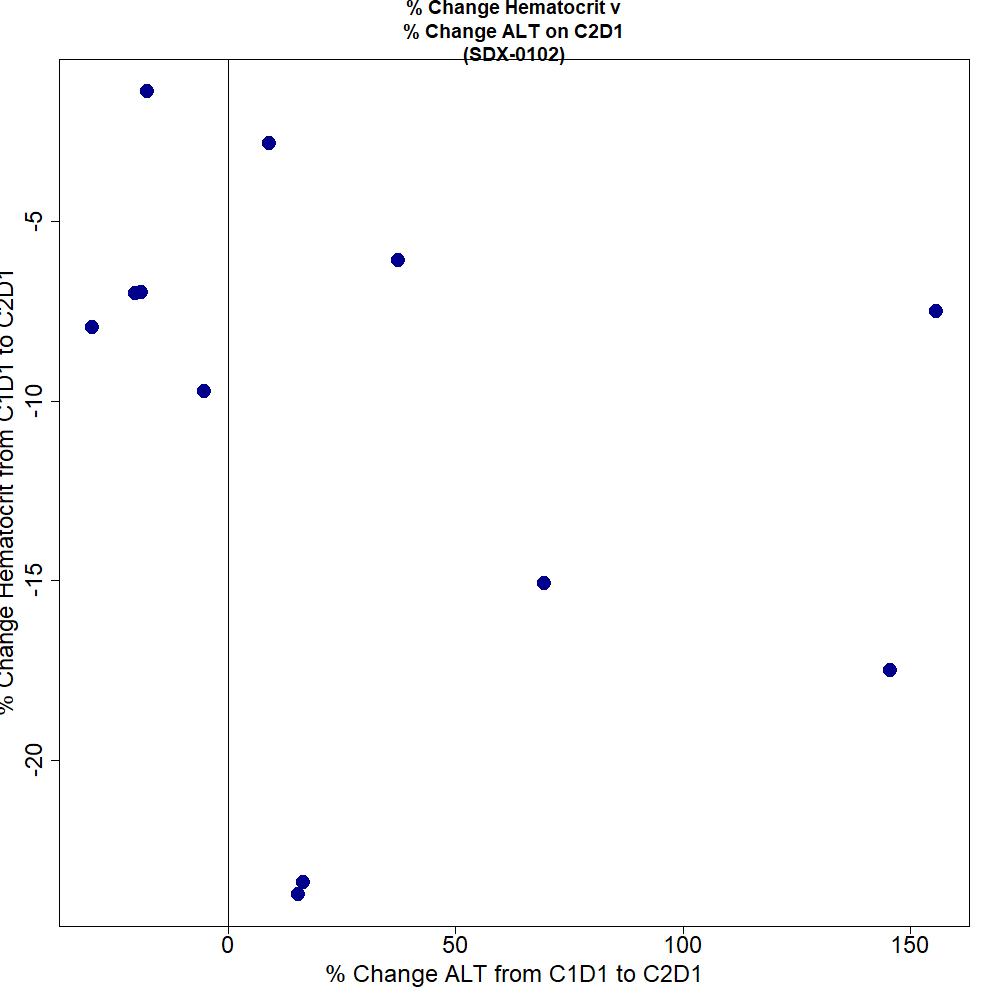 % Change Hematocrit v
% Change ALT on C2D1
(SDX-0102)
% Change Hematocrit from C1D1 to C2D1
-5
-10
-15
-20
0
50
100
150
% Change ALT from C1D1 to C2D1